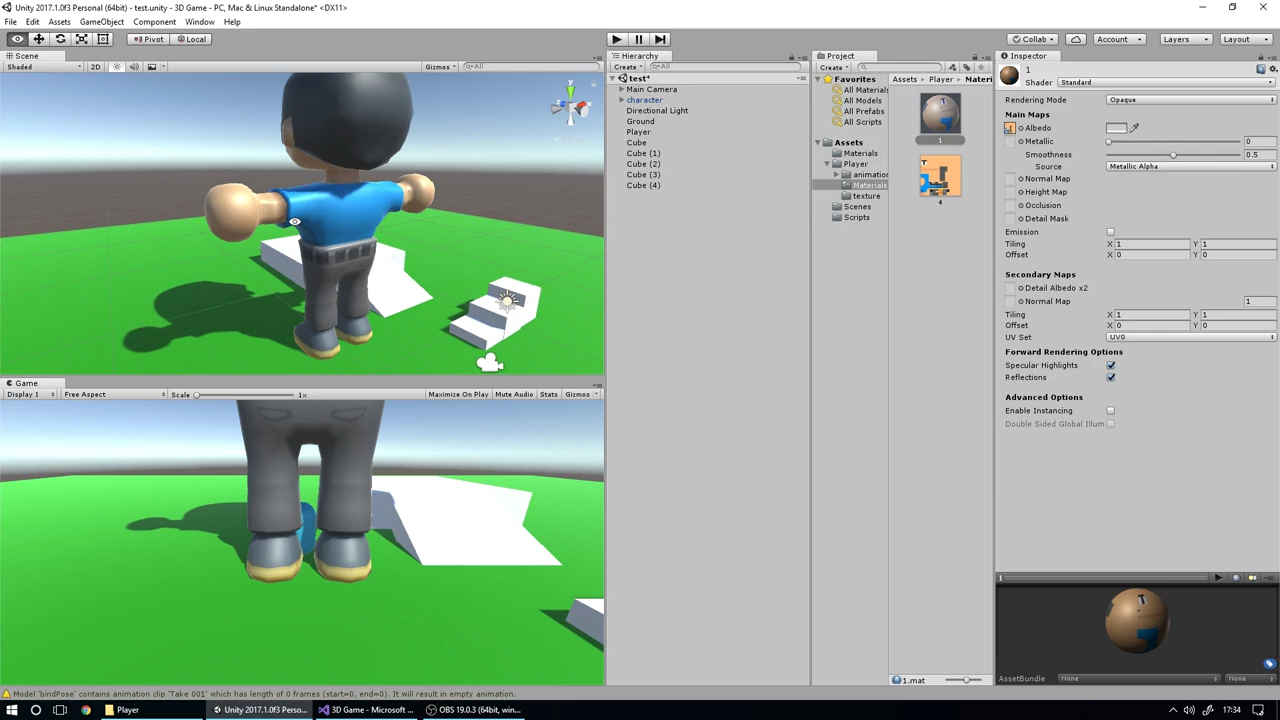 Unity 2017.1.0f3 Personal (64bit) - test.unity - 3D Game - PC, Mac & Linux Standalone* <DX11>
File Edit Assets GameObject Component Window Help
Pivot Local Collab Account Layers Layout
Scene
Shaded 2D Gizmos All
Y
Game
Display 1 Free Aspect Scale 1x Maximize On Play Mute Audio Stats Gizmos
Hierarchy
Create All
test*
Main Camera
character
Directional Light
Ground
Player
Cube
Cube (1)
Cube (2)
Cube (3)
Cube (4)
Project
Create
Favorites
All Materials
All Models
All Prefabs
All Scripts
Assets
Materials
Player
animation
Materials
texture
Scenes
Scripts
Assets Player Materi
1
4
1.mat
Inspector
1
Shader Standard
Rendering Mode Opaque
Main Maps
Albedo
Metallic 0
Smoothness 0.5
Source Metallic Alpha
Normal Map
Height Map
Occlusion
Detail Mask
Emission
Tiling X 1 Y 1
Offset X 0 Y 0
Secondary Maps
Detail Albedo x2
Normal Map 1
Tiling X 1 Y 1
Offset X 0 Y 0
UV Set UV0
Forward Rendering Options
Specular Highlights
Reflections
Advanced Options
Enable Instancing
Double Sided Global Illum
1
AssetBundle None None
Model 'bindPose' contains animation clip 'Take 001' which has length of 0 frames (start=0, end=0). It will result in empty animation.
Player Unity 2017.1.0f3 Perso... 3D Game - Microsoft ... OBS 19.0.3 (64bit, win... 17:34